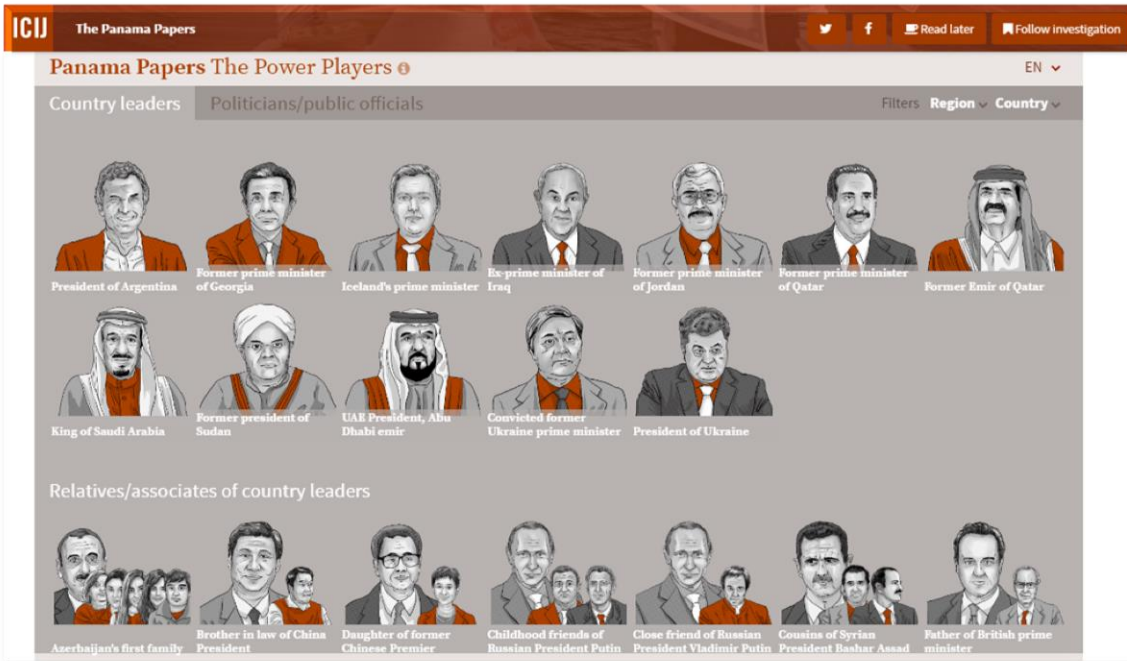 ICIJ
The Panama Papers
Read later
Follow investigation
Panama Papers The Power Players
EN
Country leaders
Politicians/public officials
Filters Region Country
President of Argentina
Former prime minister
of Georgia
Iceland's prime minister
Ex-prime minister of
Iraq
Former prime minister
of Jordan
Former prime minister
of Qatar
Former Emir of Qatar
King of Saudi Arabia
Former president of
Sudan
UAE President, Abu
Dhabi emir
Convicted former
Ukraine prime minister
President of Ukraine
Relatives/associates of country leaders
Azerbaijan's first family
Brother in law of China
President
Daughter of former
Chinese Premier
Childhood friends of
Russian President Putin
Close friend of Russian
President Vladimir Putin
Cousins of Syrian
President Bashar Assad
Father of British prime
minister